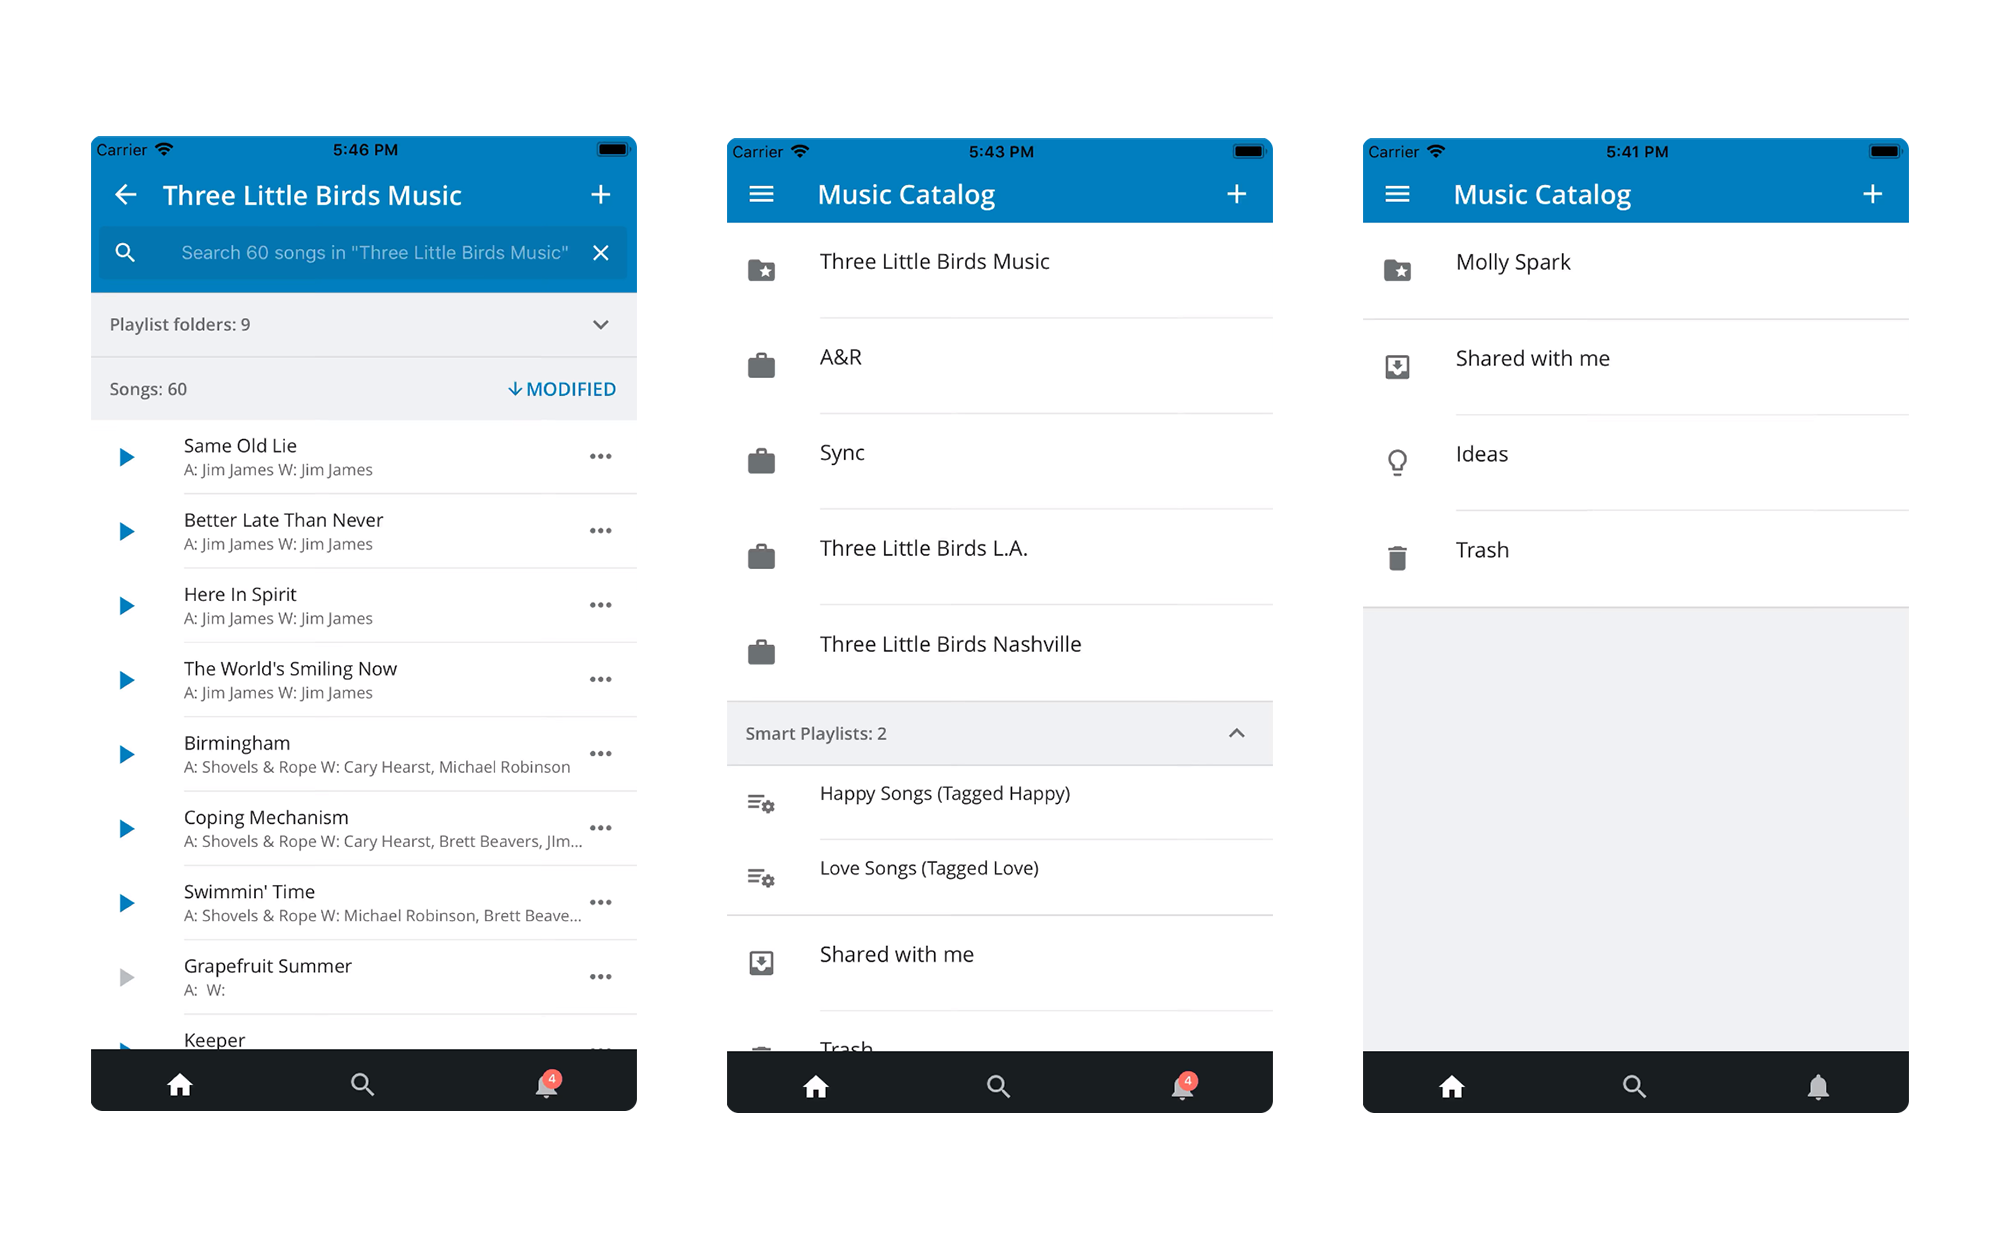 Carrier 5:46 PM
Three Little Birds Music
Search 60 songs in "Three Little Birds Music"
Playlist folders: 9
Songs: 60 MODIFIED
Same Old Lie
A: Jim James W: Jim James
Better Late Than Never
A: Jim James W: Jim James
Here In Spirit
A: Jim James W: Jim James
The World's Smiling Now
A: Jim James W: Jim James
Birmingham
A: Shovels & Rope W: Cary Hearst, Michael Robinson
Coping Mechanism
A: Shovels & Rope W: Cary Hearst, Brett Beavers, JIm...
Swimmin' Time
A: Shovels & Rope W: Michael Robinson, Brett Beave...
Grapefruit Summer
A: W:
Keeper
4
Carrier 5:43 PM
Music Catalog
Three Little Birds Music
A&R
Sync
Three Little Birds L.A.
Three Little Birds Nashville
Smart Playlists: 2
Happy Songs (Tagged Happy)
Love Songs (Tagged Love)
Shared with me
Trash
4
Carrier 5:41 PM
Music Catalog
Molly Spark
Shared with me
Ideas
Trash